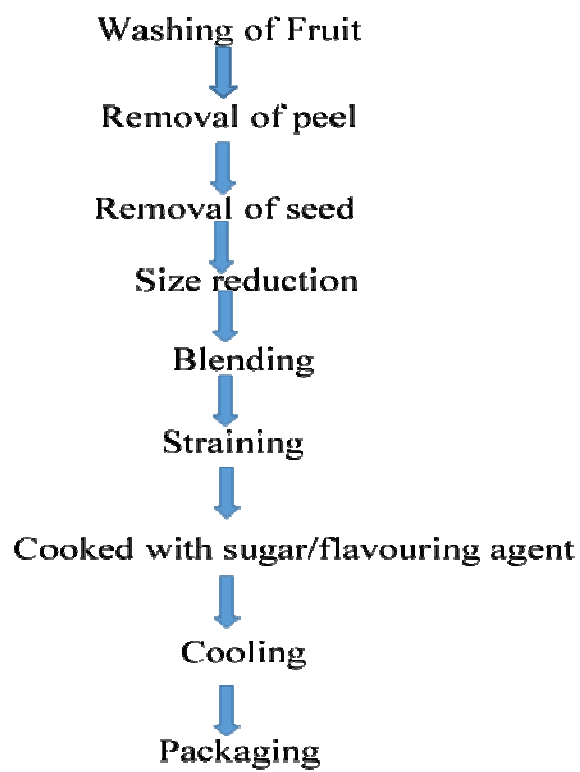 Washing of Fruit
Removal of peel
Removal of seed
Size reduction
Blending
Straining
Cooked with sugar/flavouring agent
Cooling
Packaging